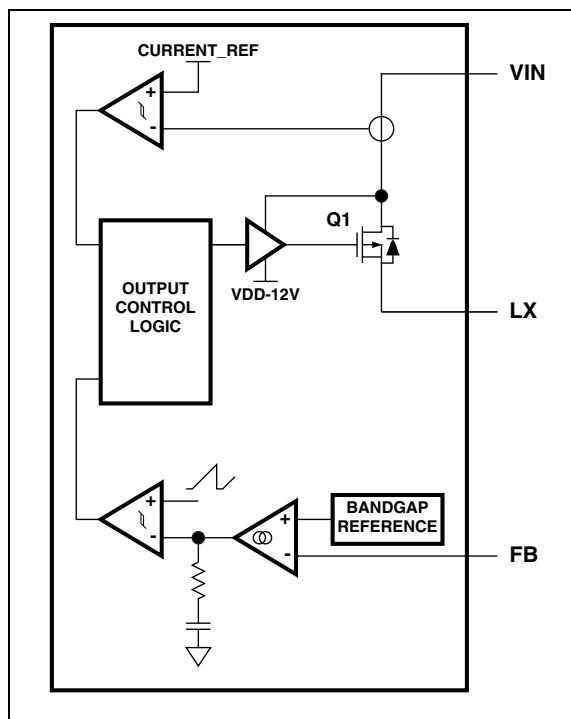 CURRENT_REF
VIN
+
-
Q1
OUTPUT
CONTROL
LOGIC
VDD-12V
LX
+
-
+
-
BANDGAP
REFERENCE
FB